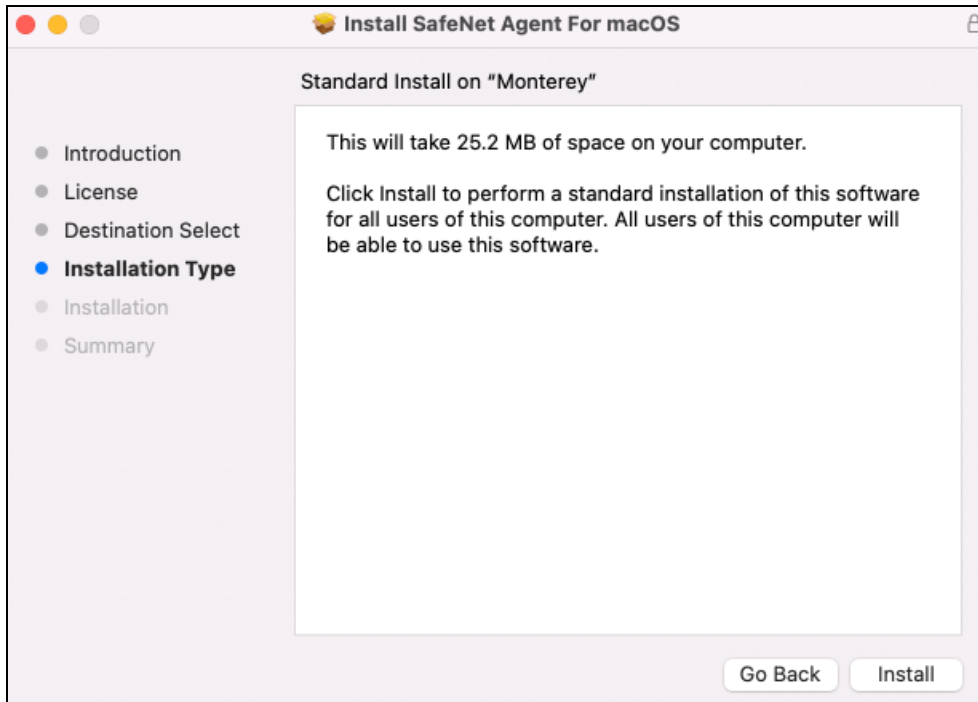 Install SafeNet Agent For macOS
Standard Install on “Monterey”
Introduction
License
Destination Select
Installation Type
Installation
Summary
This will take 25.2 MB of space on your computer.
Click Install to perform a standard installation of this software
for all users of this computer. All users of this computer will
be able to use this software.
Go Back
Install